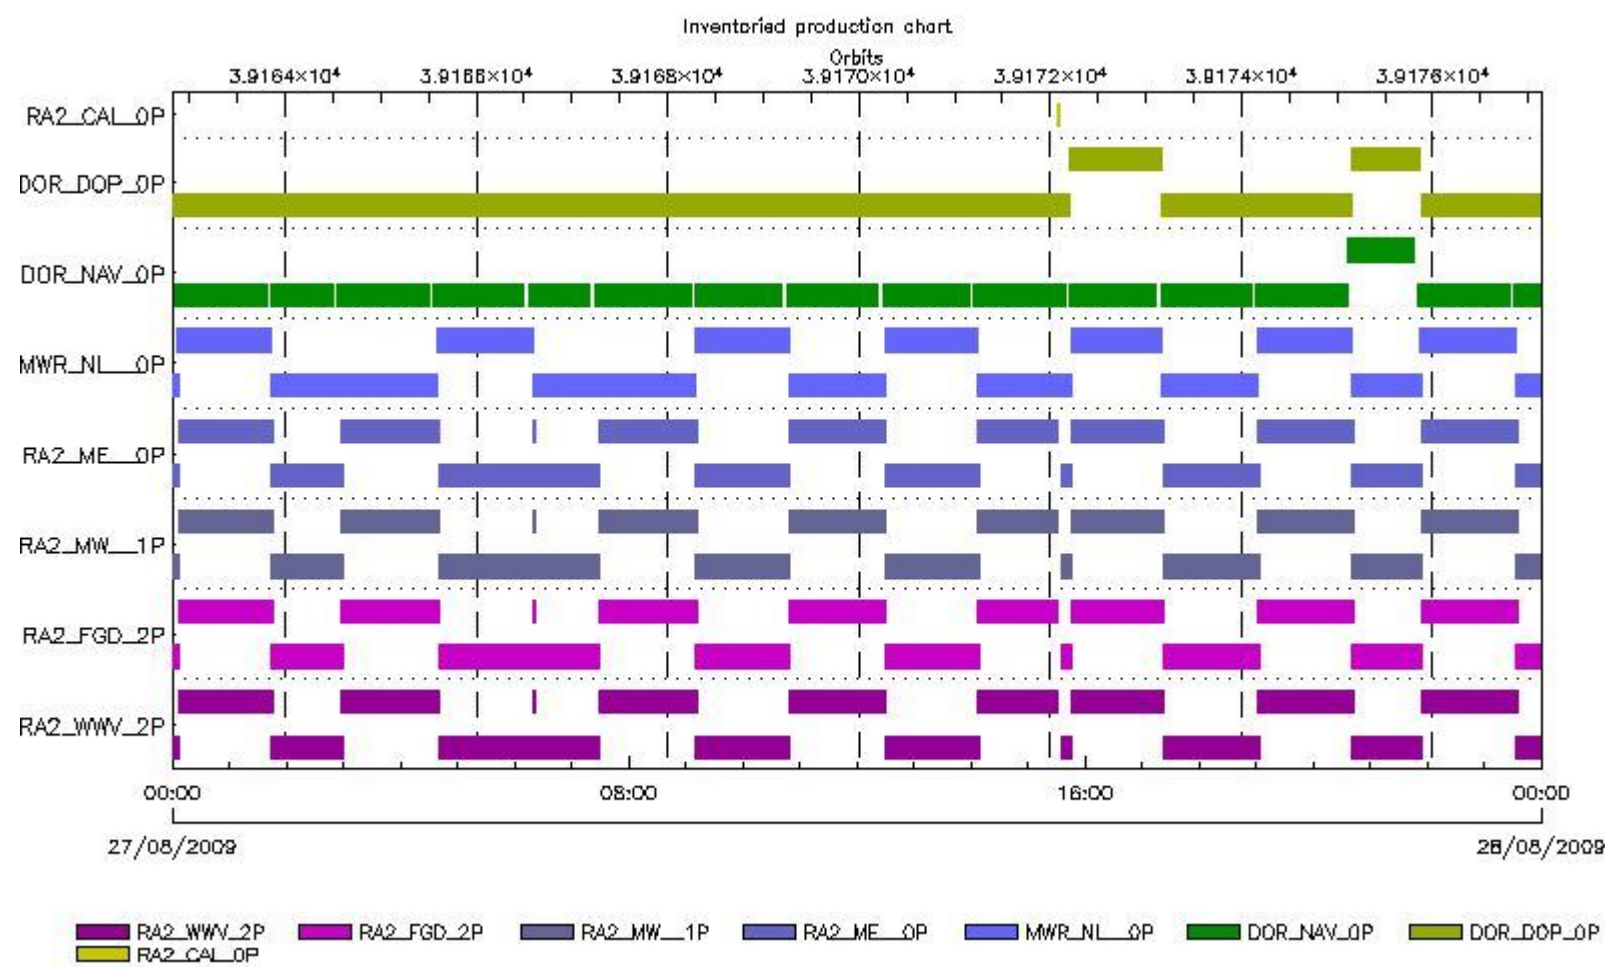 Inventoried production chart
Orbits
3.9164×10⁴ 3.9166×10⁴ 3.9168×10⁴ 3.9170×10⁴ 3.9172×10⁴ 3.9174×10⁴ 3.9176×10⁴
RA2_CAL_0P
DOR_DOP_0P
DOR_NAV_0P
MWR_NL__0P
RA2_ME__0P
RA2_MW__1P
RA2_FGD_2P
RA2_WWV_2P
00:00 08:00 16:00 00:00
27/08/2009 28/08/2009
RA2_WWV_2P RA2_FGD_2P RA2_MW__1P RA2_ME__0P MWR_NL__0P DOR_NAV_0P DOR_DOP_0P
RA2_CAL_0P